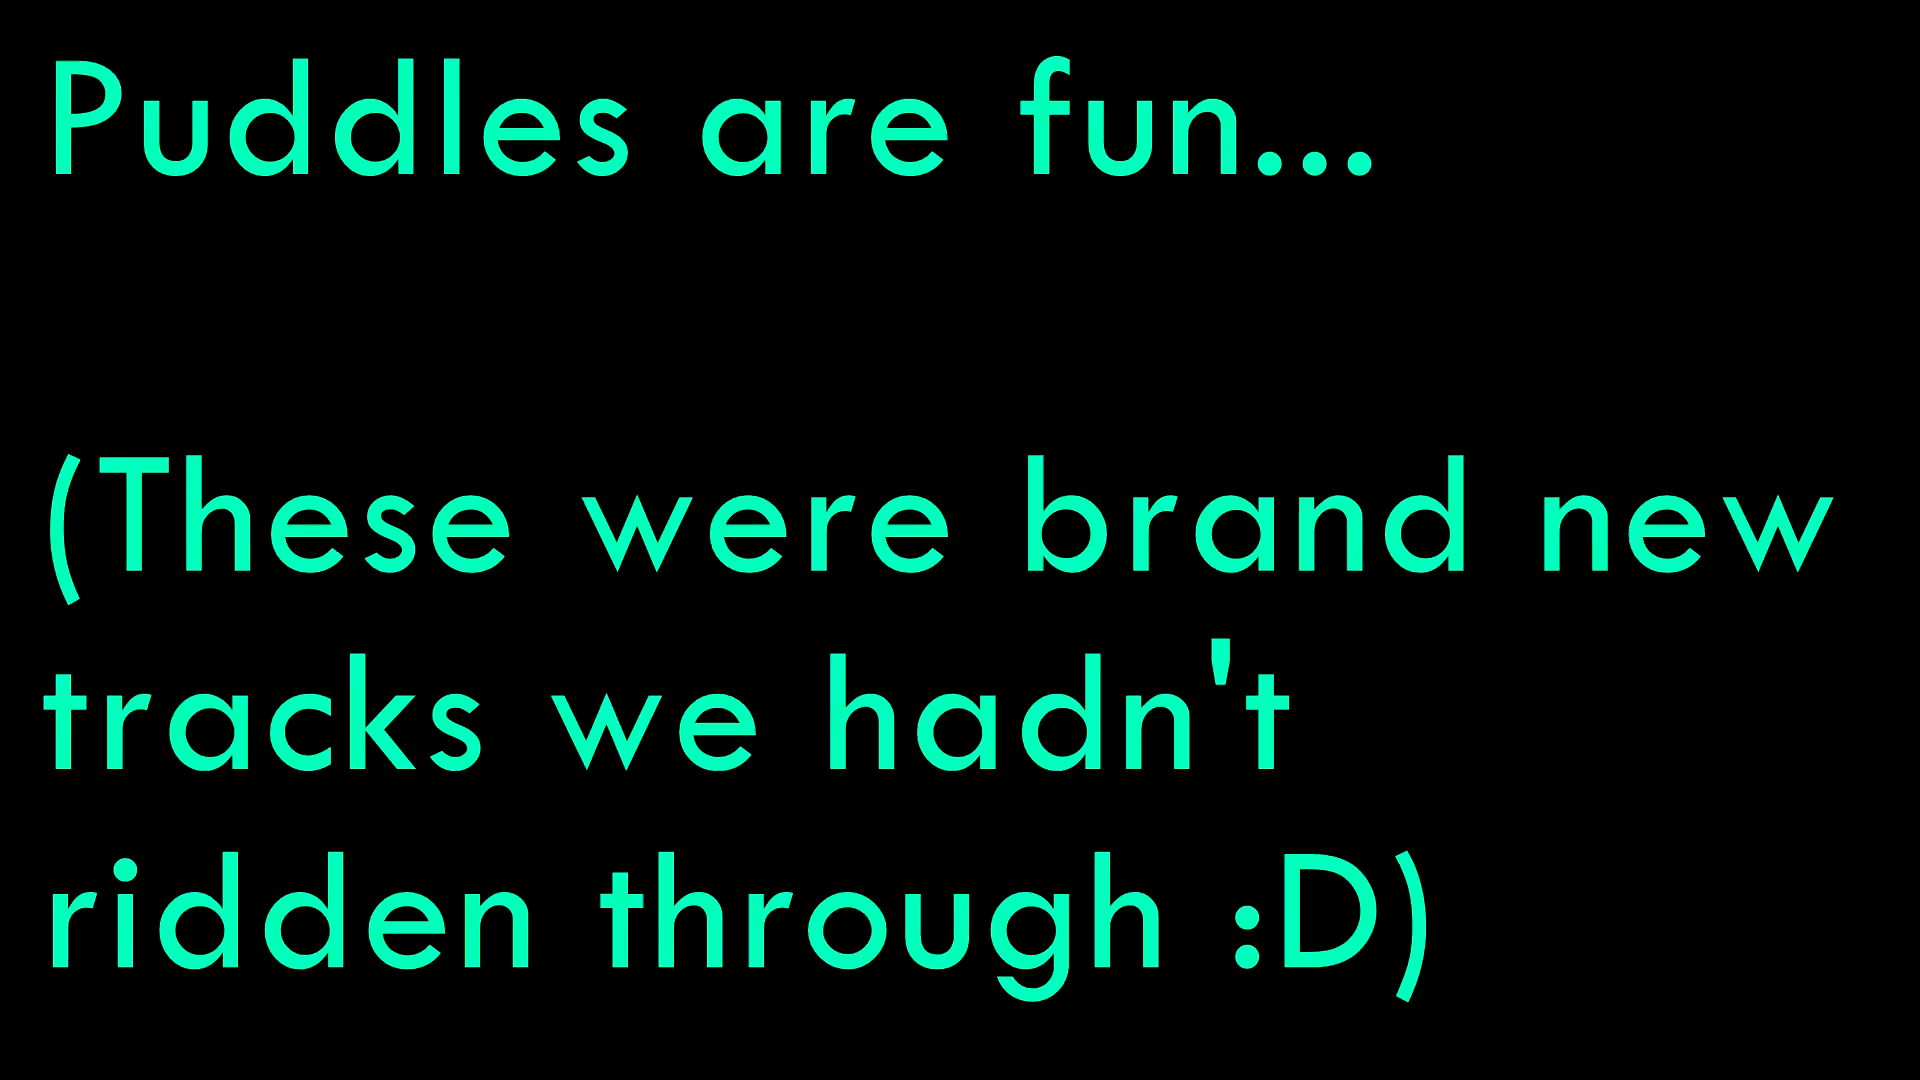 Puddles are fun...
(These were brand new
tracks we hadn't
ridden through :D)